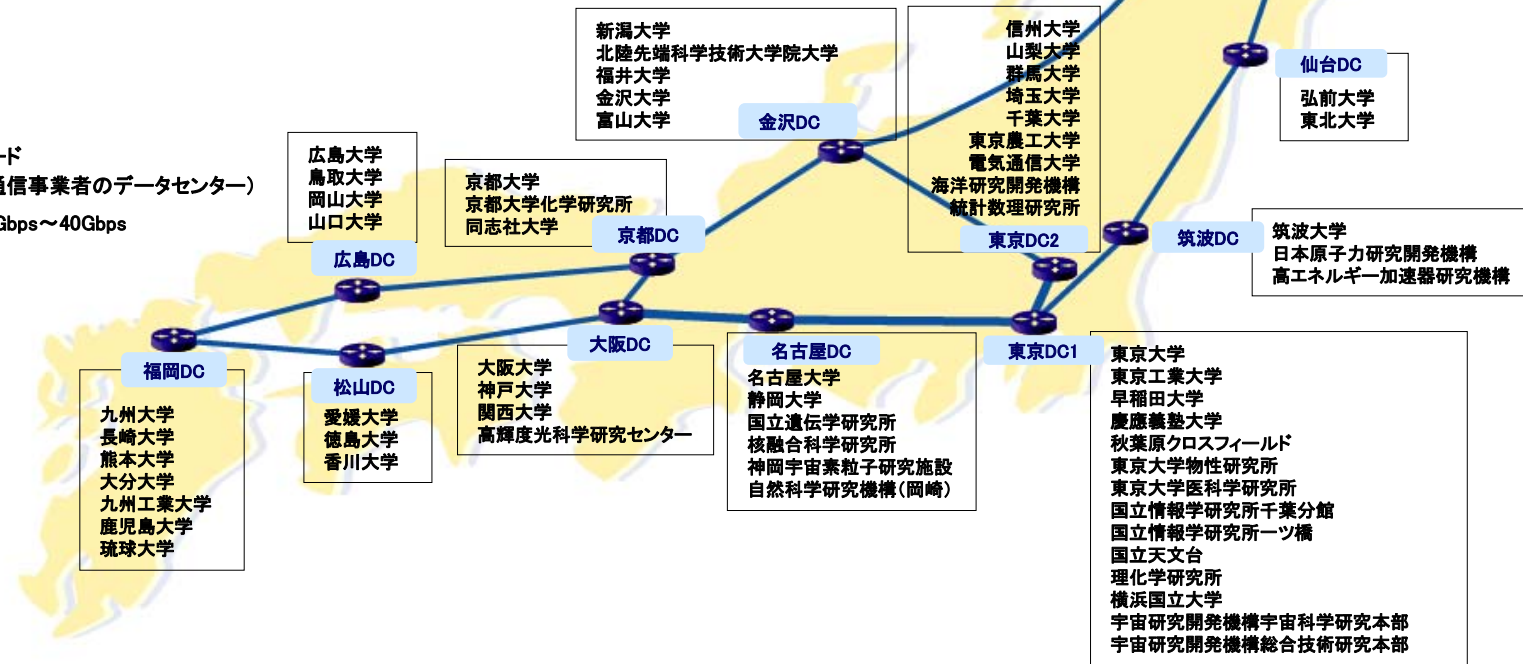 新潟大学
北陸先端科学技術大学院大学
福井大学
金沢大学
富山大学
金沢DC
信州大学
山梨大学
群馬大学
埼玉大学
千葉大学
東京農工大学
電気通信大学
海洋研究開発機構
統計数理研究所
東京DC2
仙台DC
弘前大学
東北大学
ード
通信事業者のデータセンター)
Gbps～40Gbps
広島大学
鳥取大学
岡山大学
山口大学
広島DC
京都大学
京都大学化学研究所
同志社大学
京都DC
筑波DC
筑波大学
日本原子力研究開発機構
高エネルギー加速器研究機構
福岡DC
九州大学
長崎大学
熊本大学
大分大学
九州工業大学
鹿児島大学
琉球大学
松山DC
愛媛大学
徳島大学
香川大学
大阪DC
大阪大学
神戸大学
関西大学
高輝度光科学研究センター
名古屋DC
名古屋大学
静岡大学
国立遺伝学研究所
核融合科学研究所
神岡宇宙素粒子研究施設
自然科学研究機構(岡崎)
東京DC1
東京大学
東京工業大学
早稲田大学
慶應義塾大学
秋葉原クロスフィールド
東京大学物性研究所
東京大学医科学研究所
国立情報学研究所千葉分館
国立情報学研究所一ツ橋
国立天文台
理化学研究所
横浜国立大学
宇宙研究開発機構宇宙科学研究本部
宇宙研究開発機構総合技術研究本部